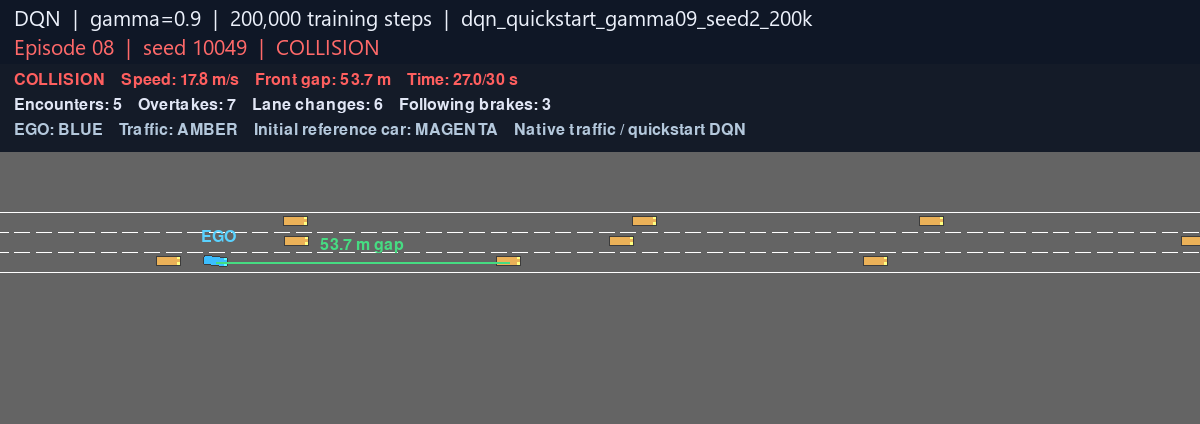 DQN | gamma=0.9 | 200,000 training steps | dqn_quickstart_gamma09_seed2_200k
Episode 08 | seed 10049 | COLLISION
COLLISION Speed: 17.8 m/s Front gap: 53.7 m Time: 27.0/30 s
Encounters: 5 Overtakes: 7 Lane changes: 6 Following brakes: 3
EGO: BLUE Traffic: AMBER Initial reference car: MAGENTA Native traffic / quickstart DQN
EGO
53.7 m gap